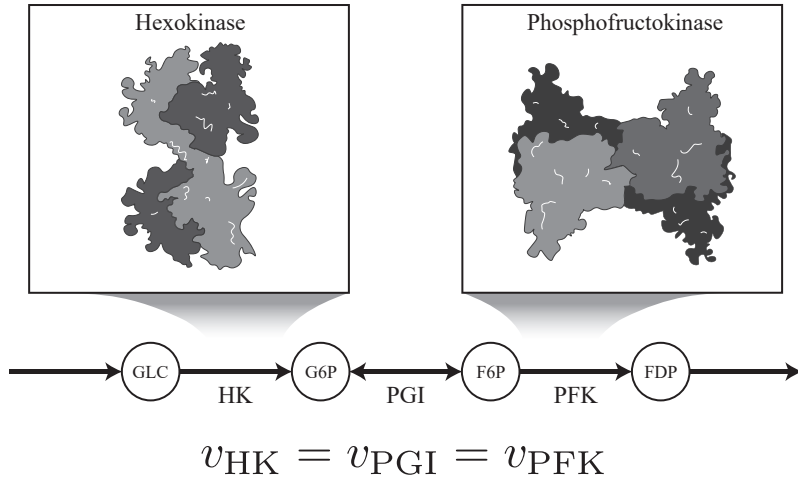 Hexokinase
Phosphofructokinase
GLC
G6P
F6P
FDP
HK
PGI
PFK
v_HK = v_PGI = v_PFK